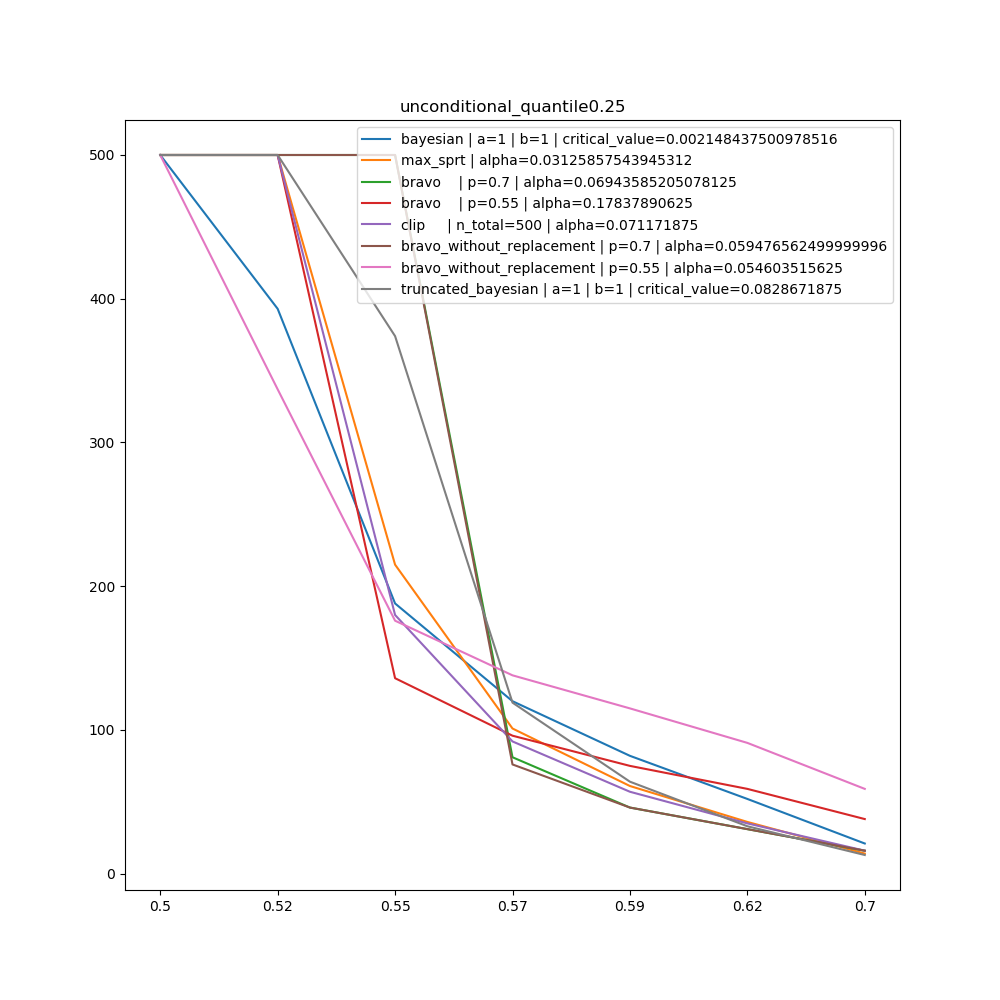 unconditional_quantile0.25
bayesian | a=1 | b=1 | critical_value=0.002148437500978516
max_sprt | alpha=0.03125857543945312
bravo    | p=0.7 | alpha=0.06943585205078125
bravo    | p=0.55 | alpha=0.17837890625
clip     | n_total=500 | alpha=0.071171875
bravo_without_replacement | p=0.7 | alpha=0.059476562499999996
bravo_without_replacement | p=0.55 | alpha=0.054603515625
truncated_bayesian | a=1 | b=1 | critical_value=0.0828671875
500
400
300
200
100
0
0.5 0.52 0.55 0.57 0.59 0.62 0.7